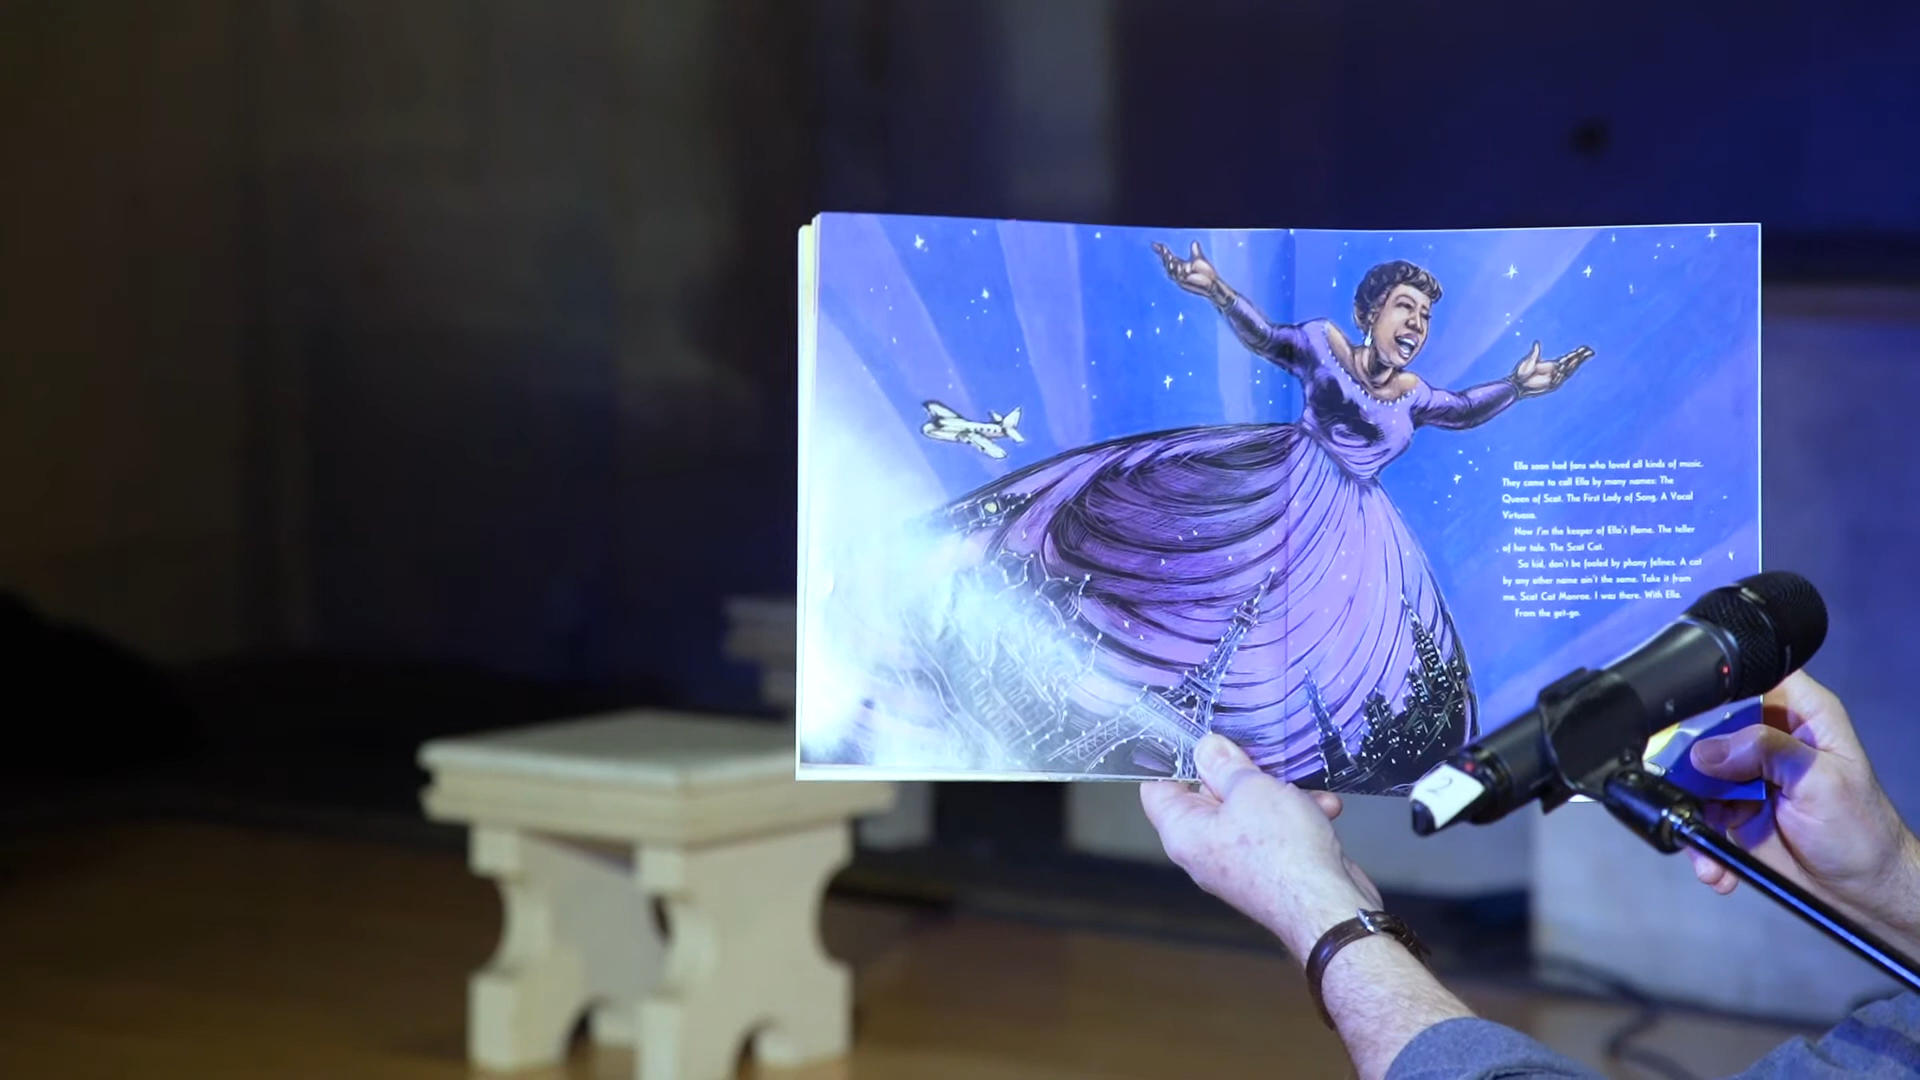 Ella soon had fans who loved all kinds of music.
They came to call Ella by many names: The
Queen of Scat. The First Lady of Song. A Vocal
Virtuoso.
Now I'm the keeper of Ella's flame. The teller
of her tale. The Scat Cat.
So kid, don't be fooled by phony felines. A cat
by any other name ain't the same. Take it from
me, Scat Cat Monroe. I was there. With Ella.
From the get-go.
2